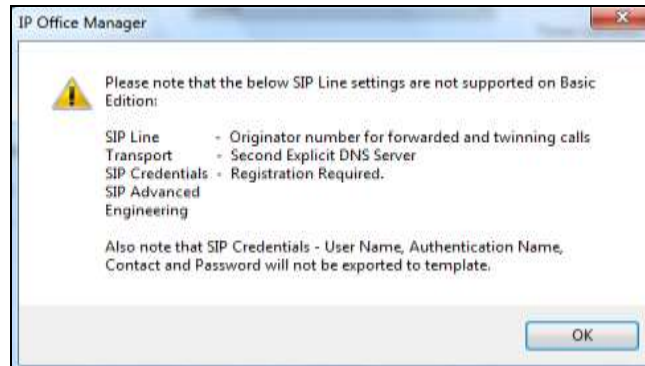 IP Office Manager
Please note that the below SIP Line settings are not supported on Basic
Edition:
SIP Line - Originator number for forwarded and twinning calls
Transport - Second Explicit DNS Server
SIP Credentials - Registration Required.
SIP Advanced
Engineering
Also note that SIP Credentials - User Name, Authentication Name,
Contact and Password will not be exported to template.
OK